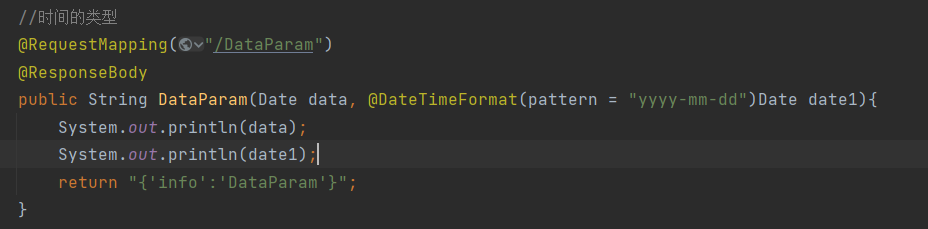 //时间的类型
@RequestMapping("/DataParam")
@ResponseBody
public String DataParam(Date data, @DateTimeFormat(pattern = "yyyy-mm-dd")Date date1){
    System.out.println(data);
    System.out.println(date1);
    return "{'info':'DataParam'}";
}